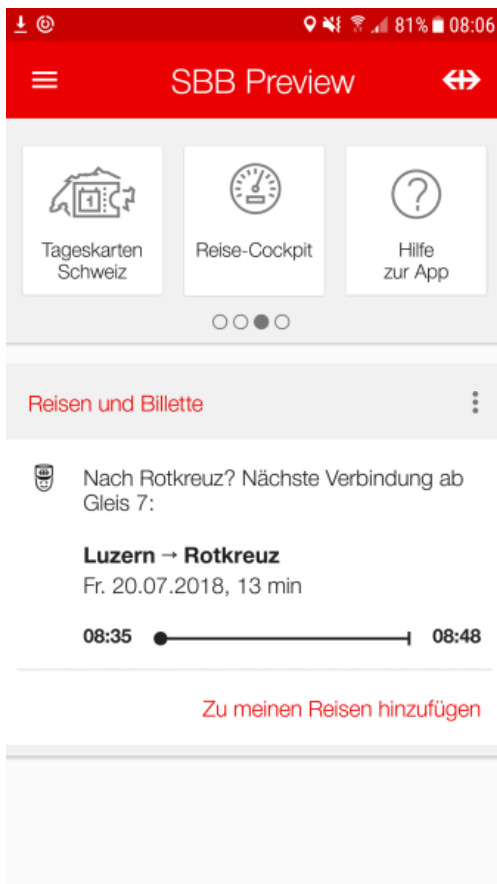 81% 08:06
SBB Preview
Tageskarten
Schweiz
Reise-Cockpit
Hilfe
zur App
Reisen und Billette
Nach Rotkreuz? Nächste Verbindung ab
Gleis 7:
Luzern → Rotkreuz
Fr. 20.07.2018, 13 min
08:35 08:48
Zu meinen Reisen hinzufügen